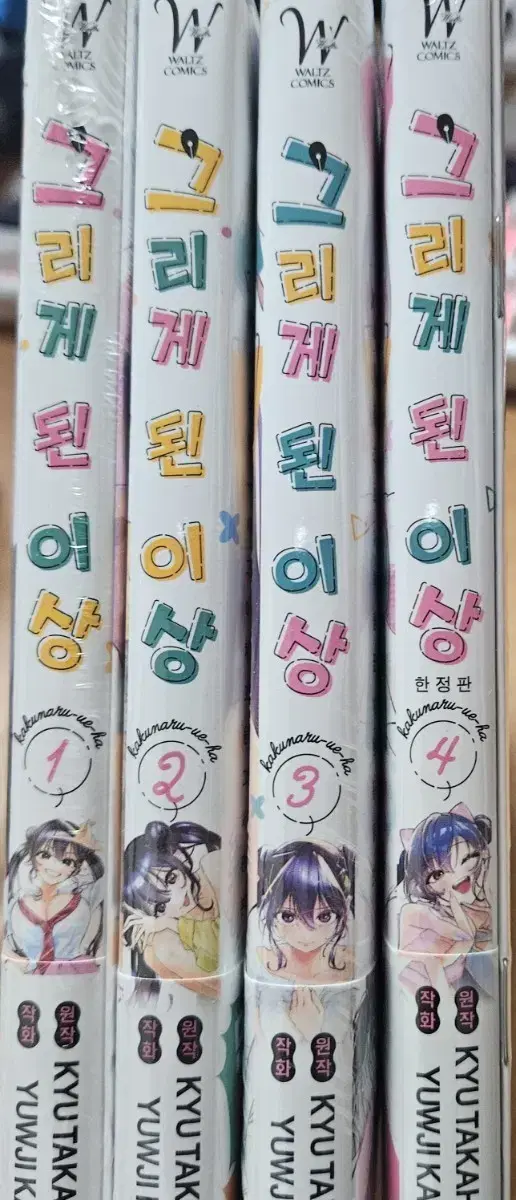 W
WALTZ
COMICS
그리게 된 이상
kakunaru-ue-ha
1
원작 KYU TAKA
작화 YUWJI KA
W
WALTZ
COMICS
그리게 된 이상
kakunaru-ue-ha
2
원작 KYU TAKA
작화 YUWJI
W
WALTZ
COMICS
그리게 된 이상
kakunaru-ue-ha
3
원작 KYU TAK
작화 YUWJ
W
WALTZ
COMICS
그리게 된 이상
한정판
kakunaru-ue-ha
4
원작 KYU TAKA
작화 YUWJI KA